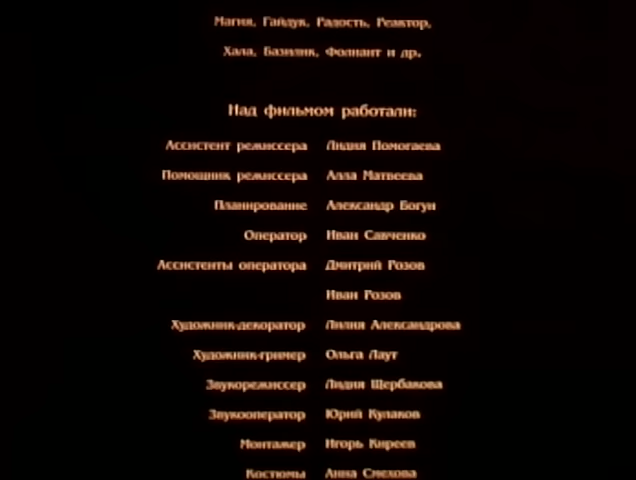 Магия, Гайдук, Радость, Реактор,
Хала, Базилик, Фолиант и др.
Над фильмом работали:
Ассистент режиссера Лидия Помогаева
Помощник режиссера Алла Матвеева
Планирование Александр Богун
Оператор Иван Савченко
Ассистенты оператора Дмитрий Розов
Иван Розов
Художник-декоратор Лилия Александрова
Художник-гример Ольга Лаут
Звукорежиссер Лидия Щербакова
Звукооператор Юрий Кулаков
Монтажер Игорь Киреев
Костюмы Анна Смехова